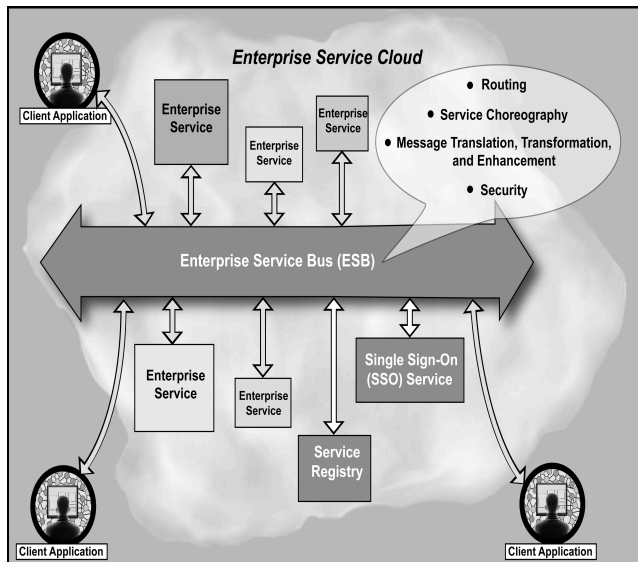 Enterprise Service Cloud
Client Application
Enterprise
Service
Enterprise
Service
Enterprise
Service
• Routing
• Service Choreography
• Message Translation, Transformation,
and Enhancement
• Security
Enterprise Service Bus (ESB)
Enterprise
Service
Enterprise
Service
Single Sign-On
(SSO) Service
Service
Registry
Client Application
Client Application